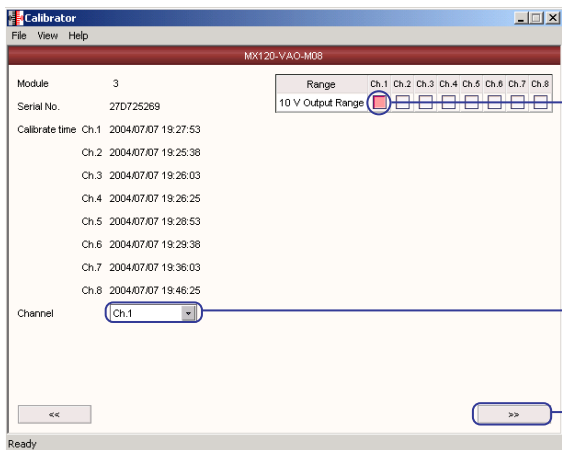 Calibrator
File View Help
MX120-VAO-M08
Module 3
Serial No. 27D725269
Calibrate time Ch.1 2004/07/07 19:27:53
Ch.2 2004/07/07 19:25:38
Ch.3 2004/07/07 19:26:03
Ch.4 2004/07/07 19:26:25
Ch.5 2004/07/07 19:28:53
Ch.6 2004/07/07 19:29:38
Ch.7 2004/07/07 19:36:03
Ch.8 2004/07/07 19:46:25
Channel Ch.1
Range Ch.1 Ch.2 Ch.3 Ch.4 Ch.5 Ch.6 Ch.7 Ch.8
10 V Output Range
<< >>
Ready